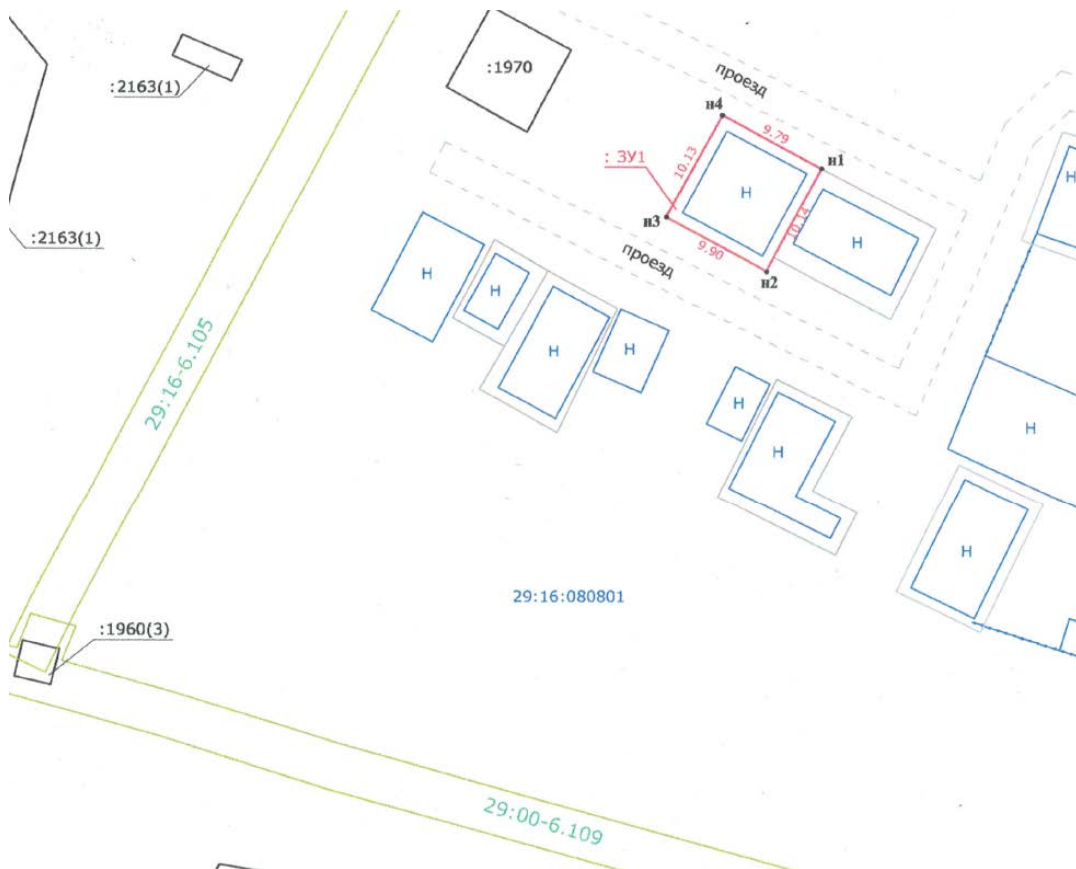 :2163(1)
:1970
проезд
н4
9.79
н1
: ЗУ1
10.13
Н
10.14
н3
9.90
н2
Н
Н
:2163(1)
проезд
Н
Н
Н
Н
29:16-6.105
Н
Н
Н
Н
29:16:080801
:1960(3)
29:00-6.109